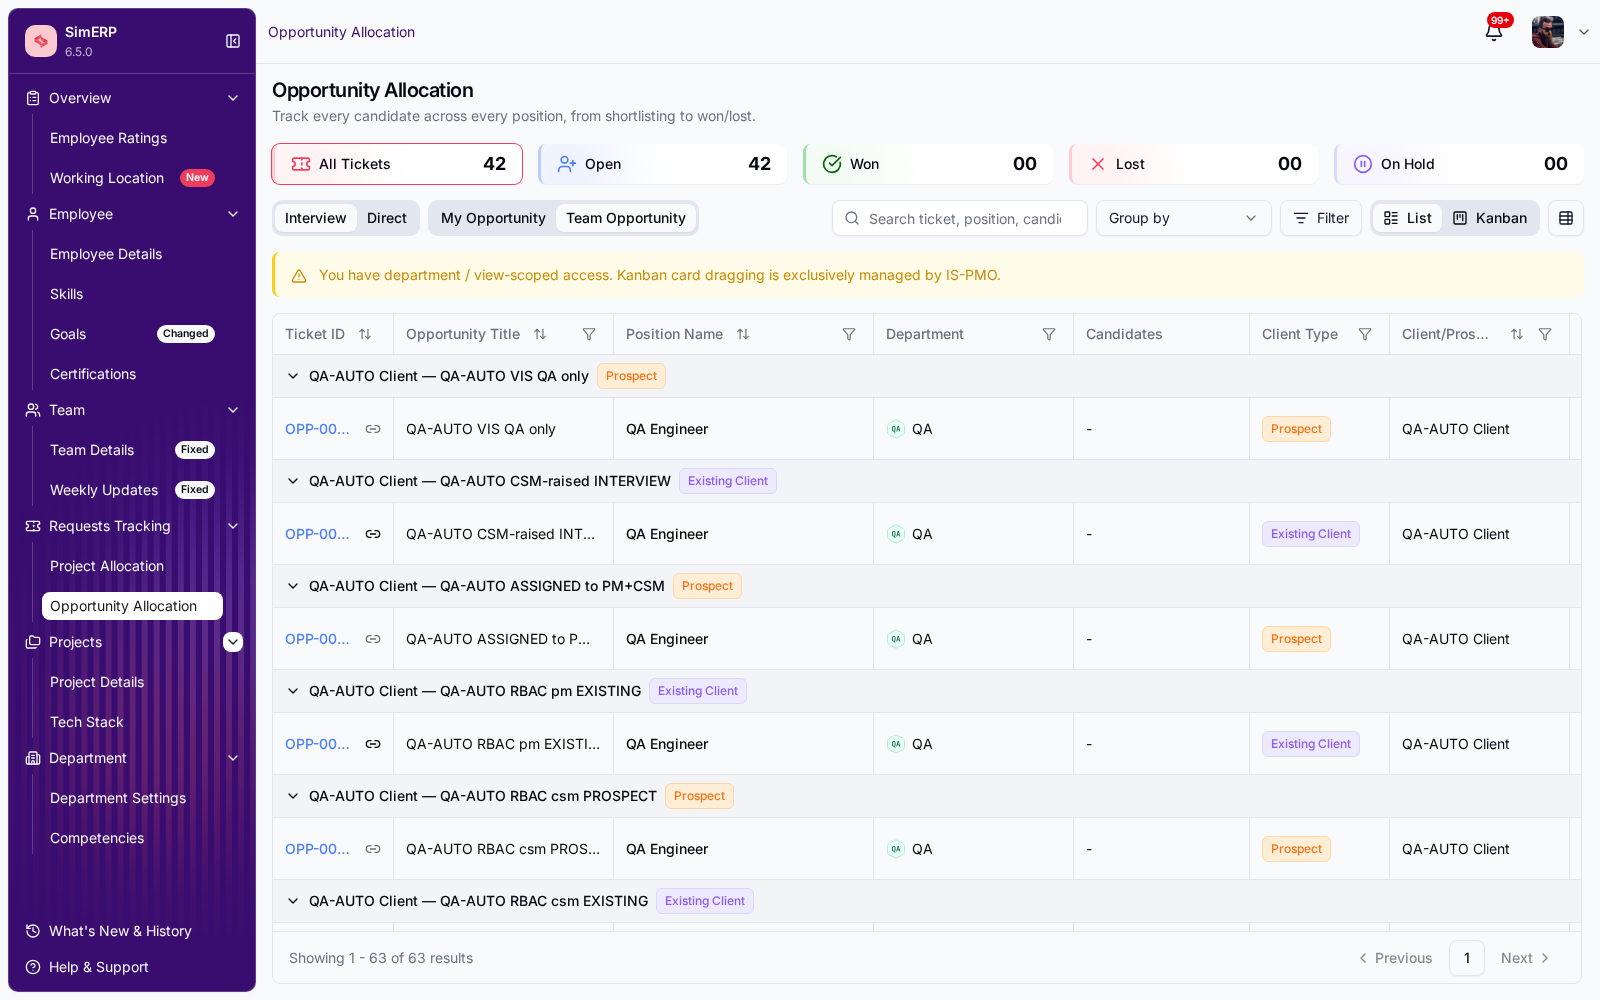 SimERP
6.5.0
Overview
Employee Ratings
Working Location New
Employee
Employee Details
Skills
Goals Changed
Certifications
Team
Team Details Fixed
Weekly Updates Fixed
Requests Tracking
Project Allocation
Opportunity Allocation
Projects
Project Details
Tech Stack
Department
Department Settings
Competencies
What's New & History
Help & Support
Opportunity Allocation
99+
Opportunity Allocation
Track every candidate across every position, from shortlisting to won/lost.
All Tickets 42 Open 42 Won 00 Lost 00 On Hold 00
Interview Direct My Opportunity Team Opportunity Search ticket, position, candi Group by Filter List Kanban
You have department / view-scoped access. Kanban card dragging is exclusively managed by IS-PMO.
Ticket ID Opportunity Title Position Name Department Candidates Client Type Client/Pros...
QA-AUTO Client — QA-AUTO VIS QA only Prospect
OPP-00... QA-AUTO VIS QA only QA Engineer QA QA - Prospect QA-AUTO Client
QA-AUTO Client — QA-AUTO CSM-raised INTERVIEW Existing Client
OPP-00... QA-AUTO CSM-raised INT... QA Engineer QA QA - Existing Client QA-AUTO Client
QA-AUTO Client — QA-AUTO ASSIGNED to PM+CSM Prospect
OPP-00... QA-AUTO ASSIGNED to P... QA Engineer QA QA - Prospect QA-AUTO Client
QA-AUTO Client — QA-AUTO RBAC pm EXISTING Existing Client
OPP-00... QA-AUTO RBAC pm EXISTI... QA Engineer QA QA - Existing Client QA-AUTO Client
QA-AUTO Client — QA-AUTO RBAC csm PROSPECT Prospect
OPP-00... QA-AUTO RBAC csm PROS... QA Engineer QA QA - Prospect QA-AUTO Client
QA-AUTO Client — QA-AUTO RBAC csm EXISTING Existing Client
Showing 1 - 63 of 63 results Previous 1 Next